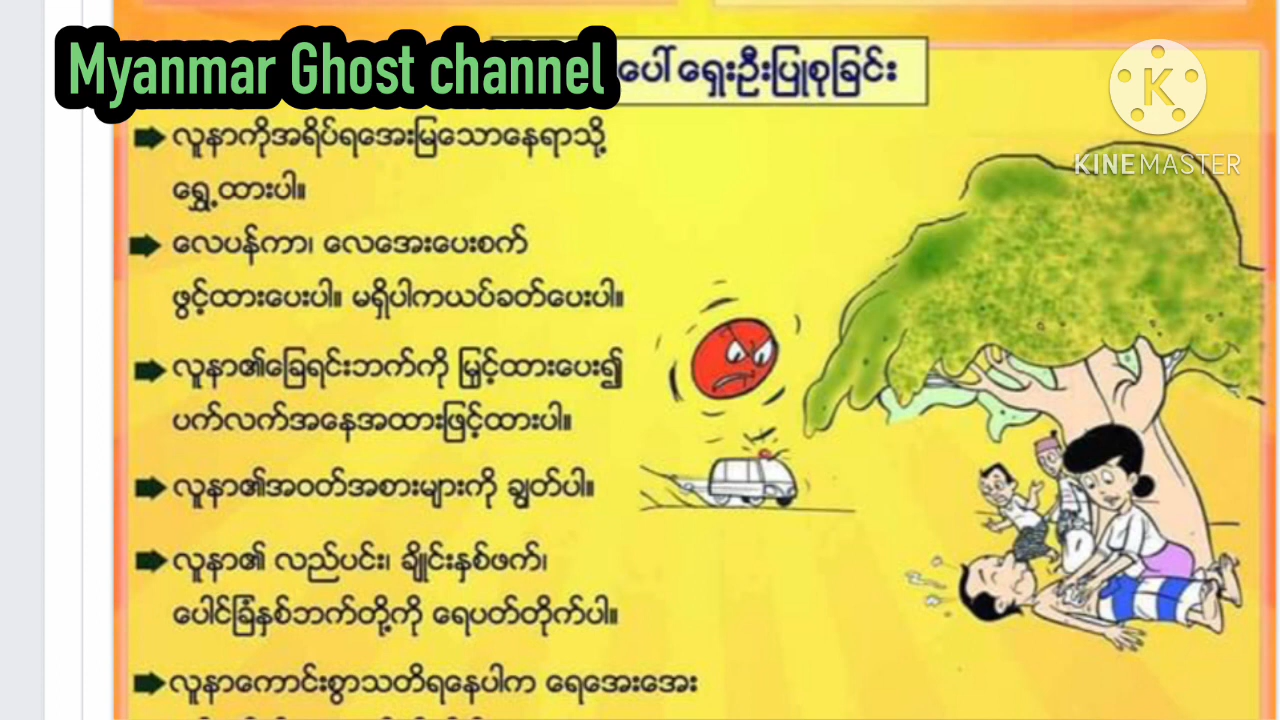 Myanmar Ghost channel
ပေါ် ရှေးဦးပြုစုခြင်း
K
KINEMASTER
လူနာကိုအရိပ်ရအေးမြသောနေရာသို့
ရွှေ့ထားပါ။
လေပန်ကာ၊ လေအေးပေးစက်
ဖွင့်ထားပေးပါ။ မရှိပါကယပ်ခတ်ပေးပါ။
လူနာ၏ခြေရင်းဘက်ကို မြှင့်ထားပေး၍
ပက်လက်အနေအထားဖြင့်ထားပါ။
လူနာ၏အဝတ်အစားများကို ချွတ်ပါ။
လူနာ၏ လည်ပင်း၊ ချိုင်းနှစ်ဖက်၊
ပေါင်ခြံနှစ်ဘက်တို့ကို ရေပတ်တိုက်ပါ။
လူနာကောင်းစွာသတိရနေပါက ရေအေးအေး